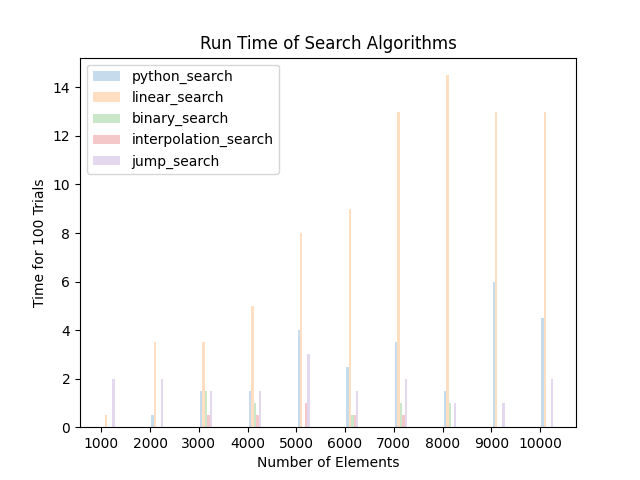 Run Time of Search Algorithms
python_search
linear_search
binary_search
interpolation_search
jump_search
Time for 100 Trials
14
12
10
8
6
4
2
0
1000 2000 3000 4000 5000 6000 7000 8000 9000 10000
Number of Elements